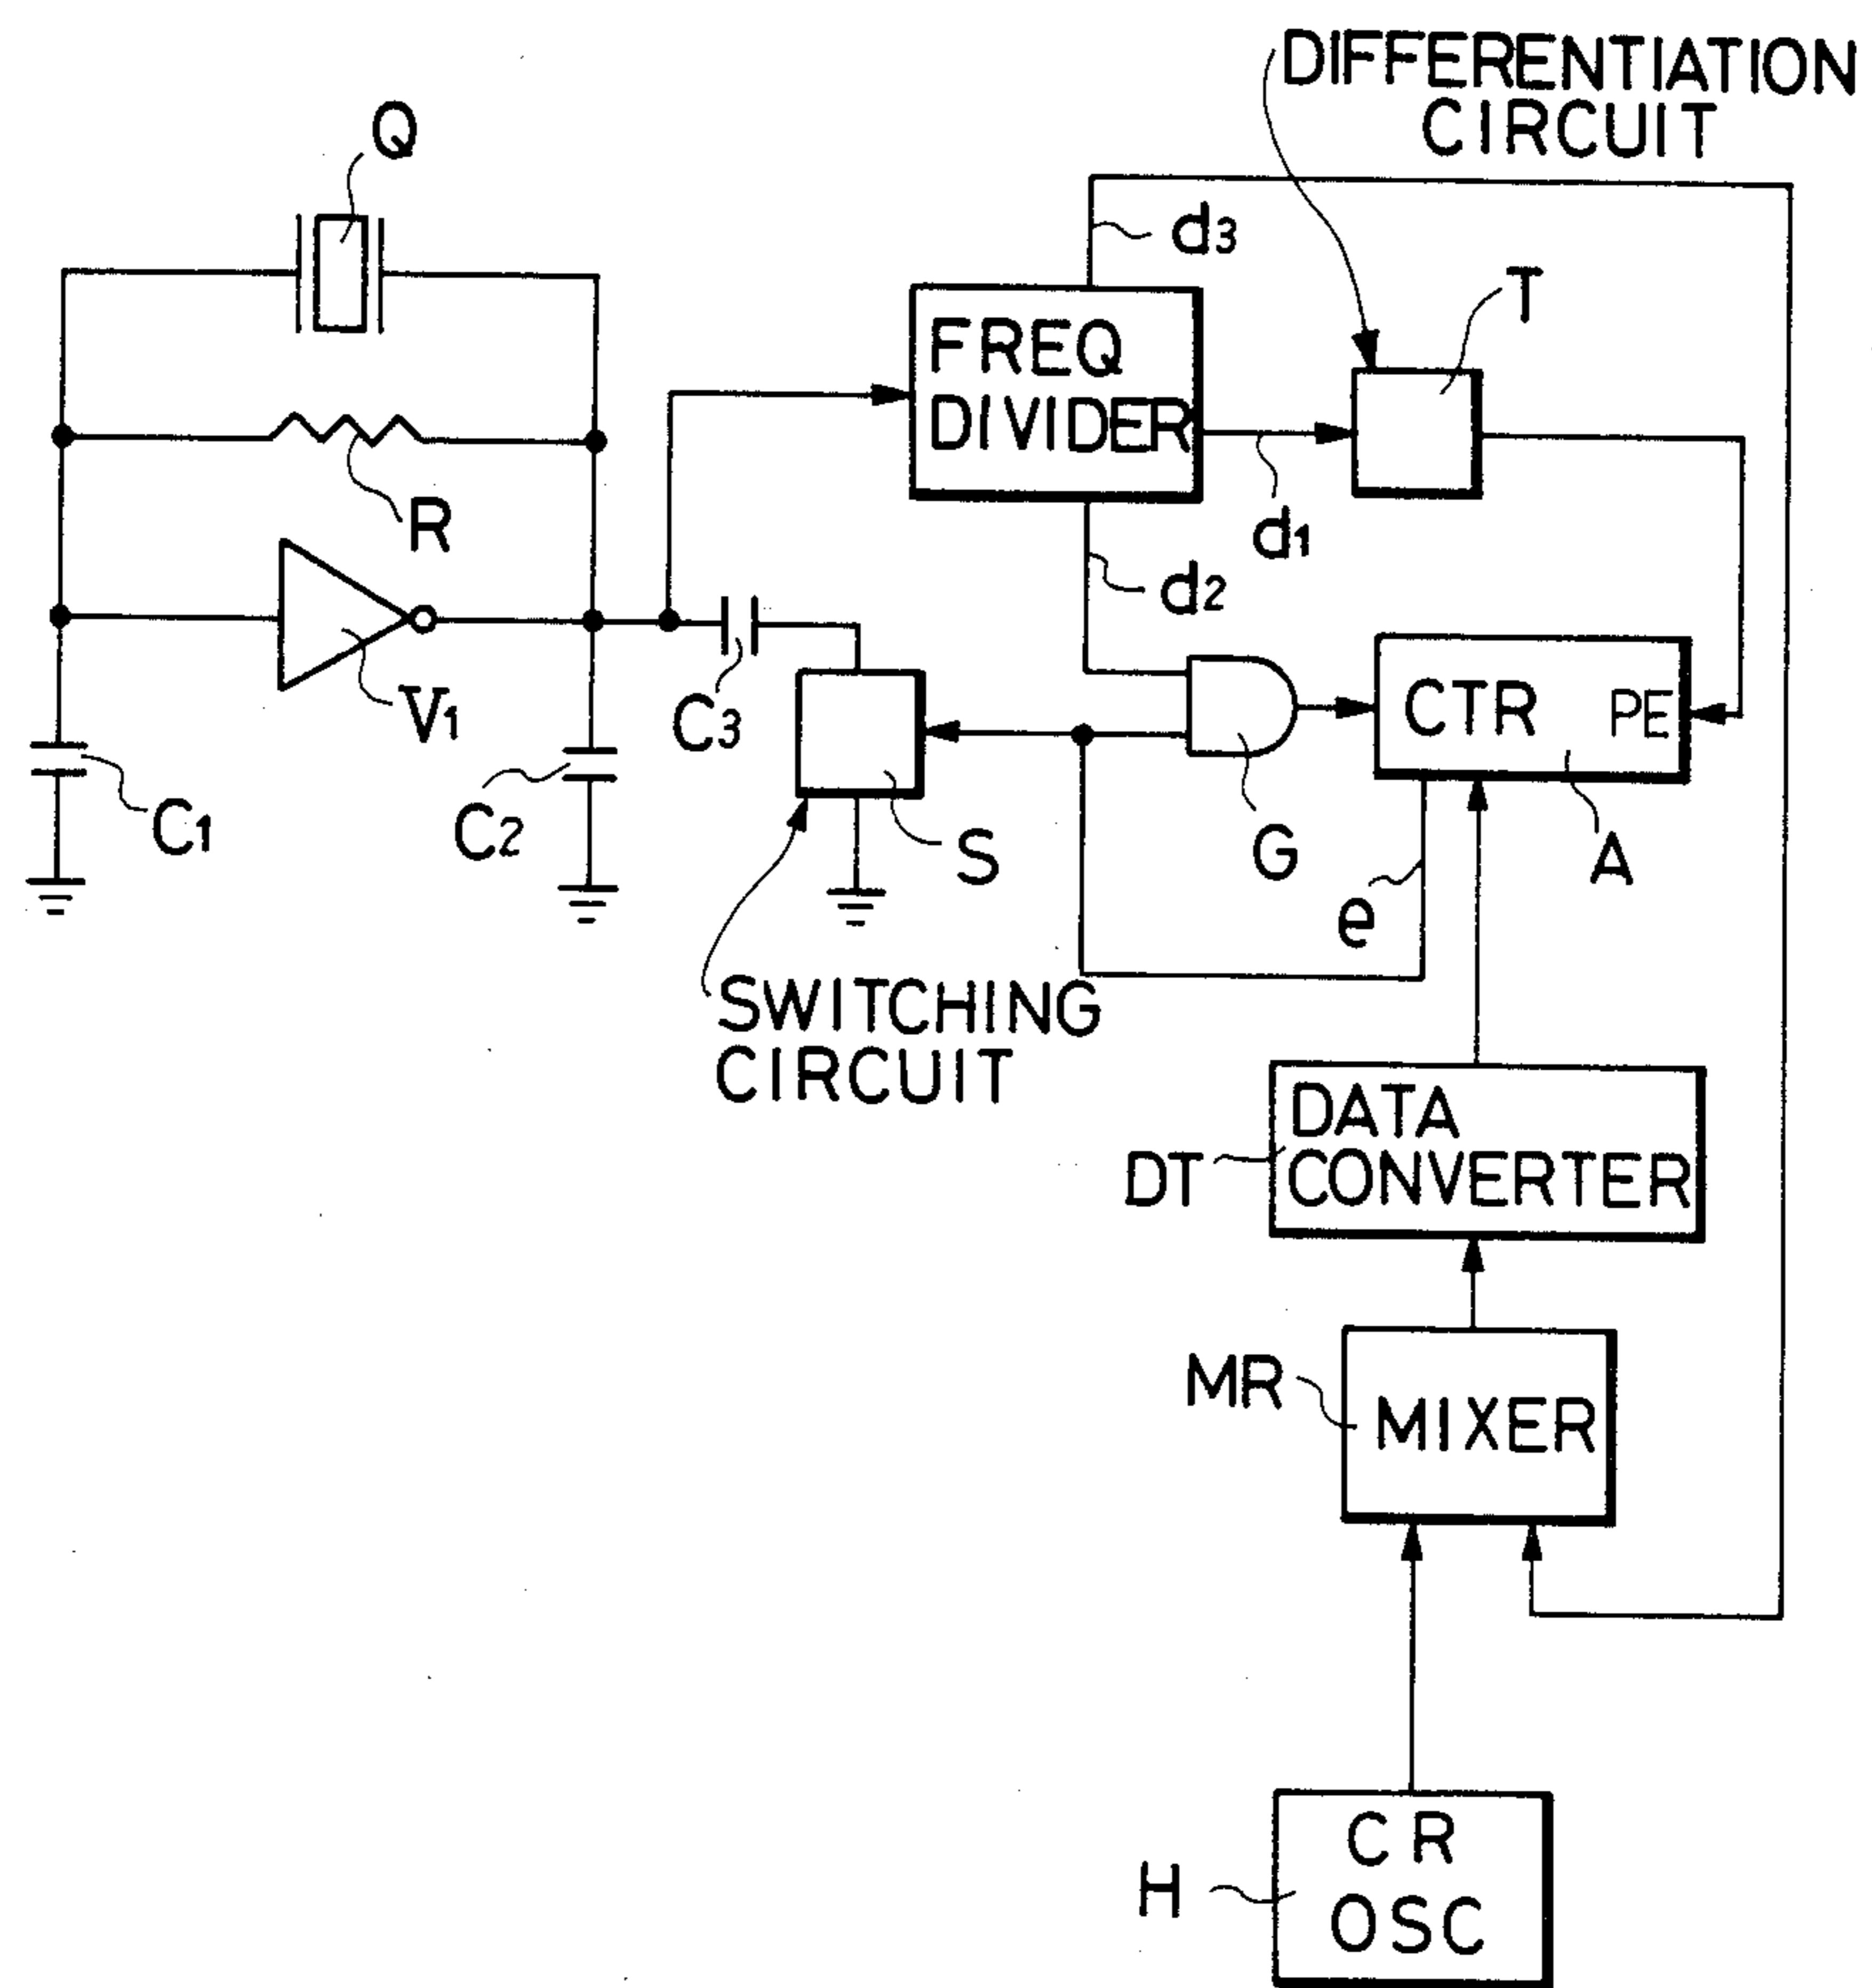 DIFFERENTIATION
CIRCUIT
Q
d3
T
FREQ
DIVIDER
R
d1
d2
V1
C3
CTR PE
C1
C2
S
G
A
e
SWITCHING
CIRCUIT
DATA
DT CONVERTER
MR
MIXER
CR
H
OSC